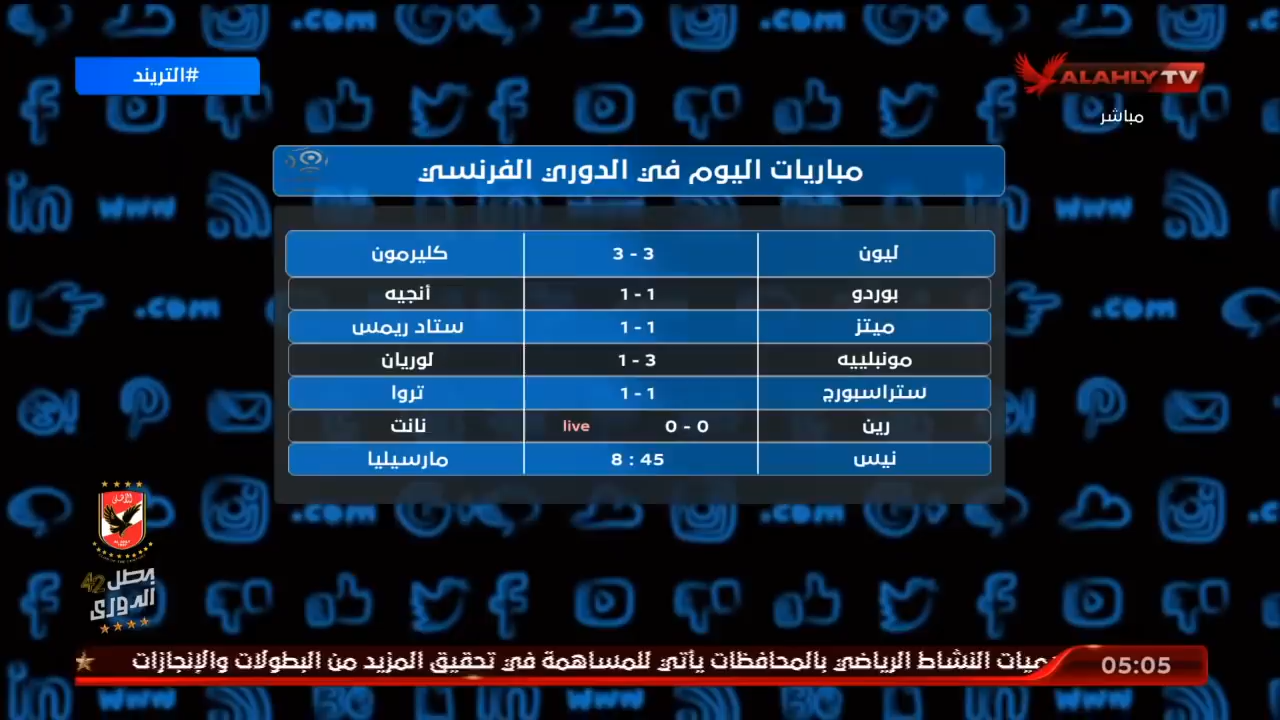 #التريند
ALAHLY TV
مباشر
مباريات اليوم في الدوري الفرنسي
ليون 3 - 3 كليرمون
بوردو 1 - 1 أنجيه
ميتز 1 - 1 ستاد ريمس
مونبلييه 3 - 1 لوريان
ستراسبورج 1 - 1 تروا
رين 0 - 0 live نانت
نيس 8 : 45 مارسيليا
بطل 42
الدوري
05:05 ميات النشاط الرياضي بالمحافظات يأتي للمساهمة في تحقيق المزيد من البطولات والإنجازات